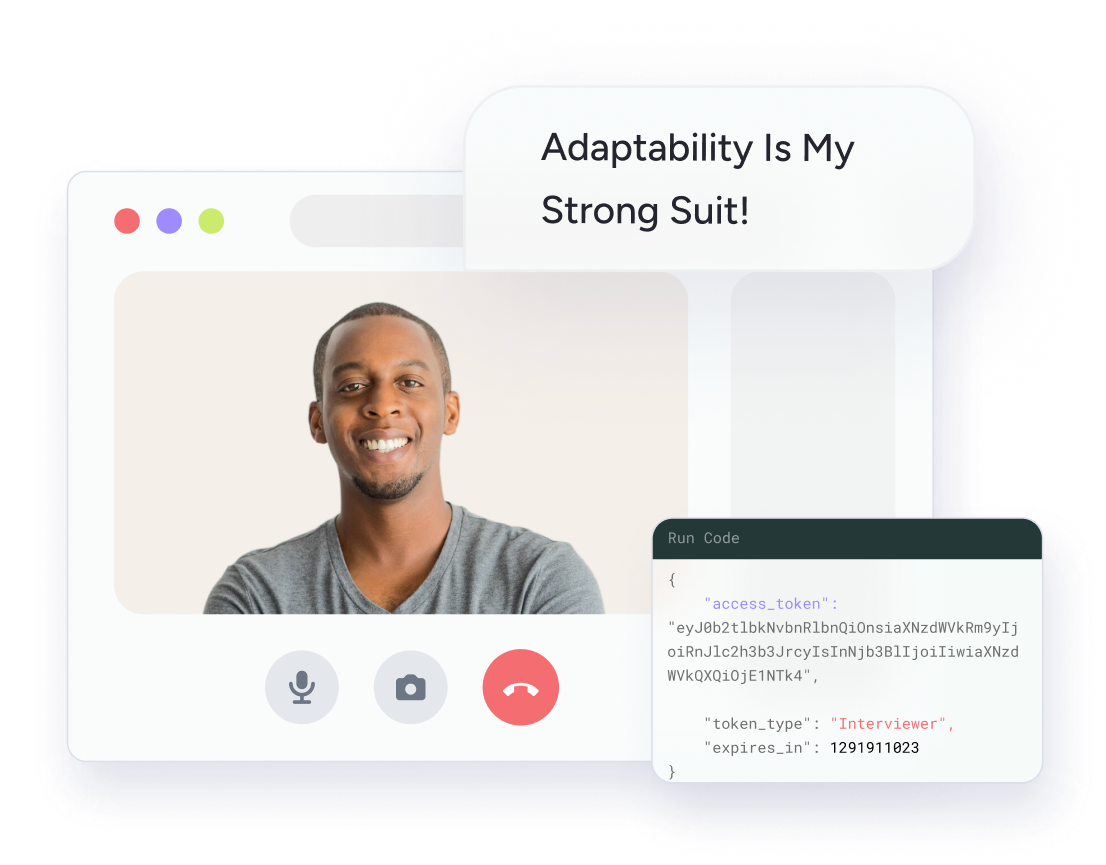 Adaptability Is My
Strong Suit!
Run Code
{
"access_token":
"eyJ0b2tlbkNvbnRlbnQiOnsiaXNzdWVkRm9yIj
oiRnJlc2h3b3JrcyIsInNjb3BlIjoiIiwiaXNzd
WVkQXQiOjE1NTk4",
"token_type": "Interviewer",
"expires_in": 1291911023
}